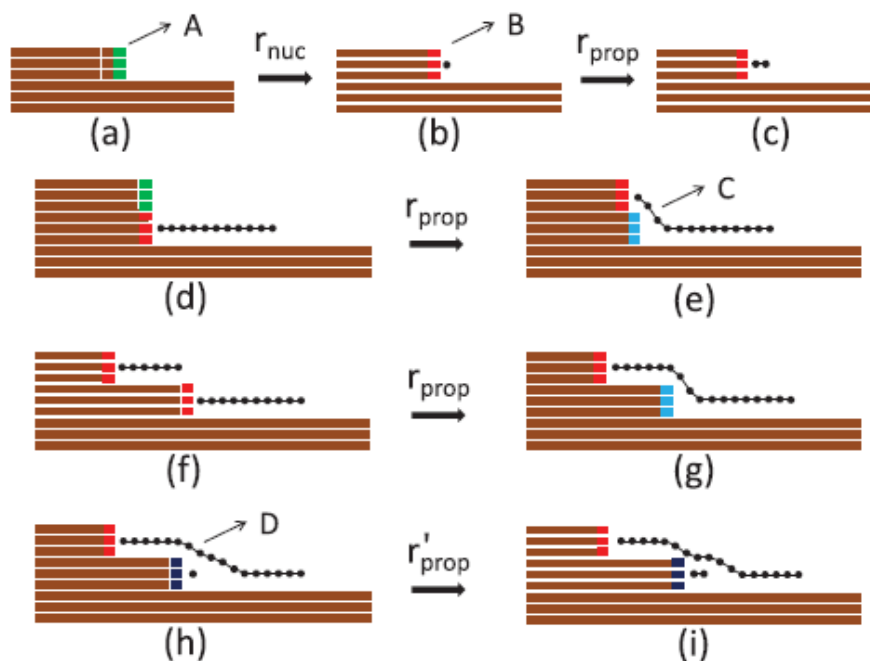 A r_nuc B r_prop
(a) (b) (c)
r_prop C
(d) (e)
r_prop
(f) (g)
D r'_prop
(h) (i)